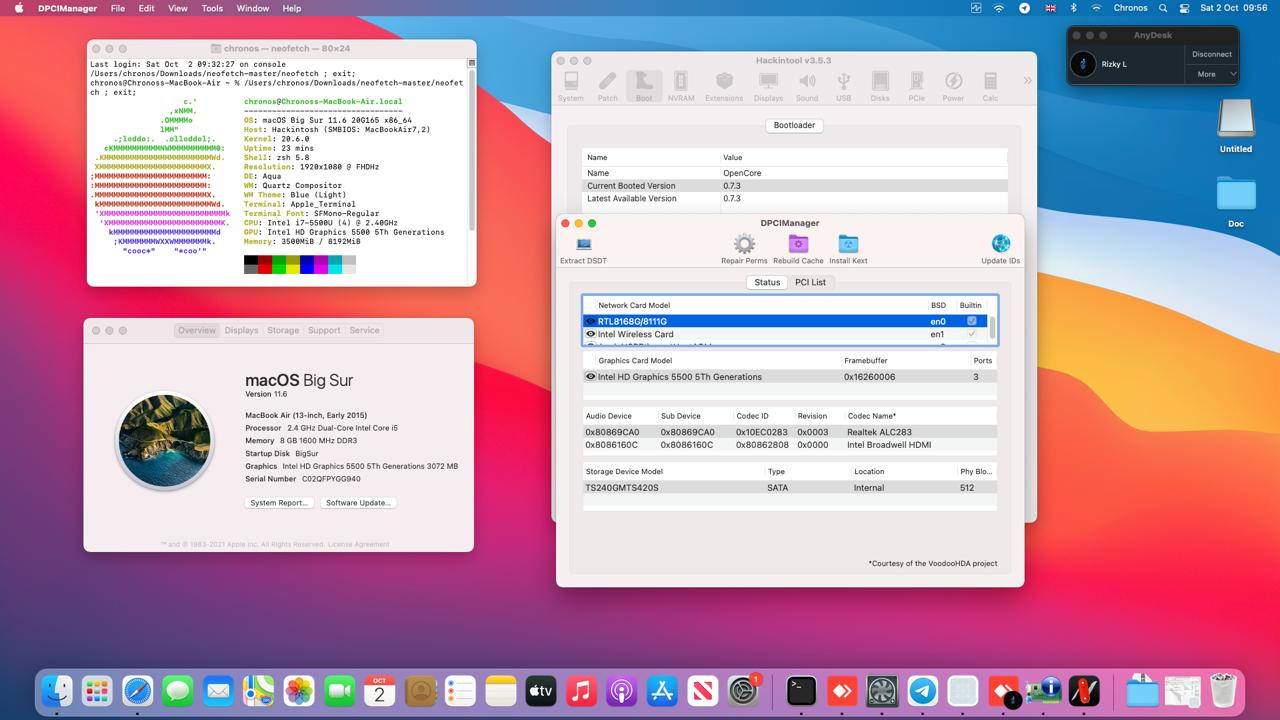 DPCIManager File Edit View Tools Window Help Chronos Sat 2 Oct 09:56
chronos — neofetch — 80×24
Last login: Sat Oct  2 09:32:27 on console
/Users/chronos/Downloads/neofetch-master/neofetch ; exit;
chronos@Chronoss-MacBook-Air ~ % /Users/chronos/Downloads/neofetch-master/neofet
ch ; exit;
chronos@Chronoss-MacBook-Air.local
OS: macOS Big Sur 11.6 20G165 x86_64
Host: Hackintosh (SMBIOS: MacBookAir7,2)
Kernel: 20.6.0
Uptime: 23 mins
Shell: zsh 5.8
Resolution: 1920x1080 @ FHDHz
DE: Aqua
WM: Quartz Compositor
WM Theme: Blue (Light)
Terminal: Apple_Terminal
Terminal Font: SFMono-Regular
CPU: Intel i7-5500U (4) @ 2.40GHz
GPU: Intel HD Graphics 5500 5Th Generations
Memory: 3500MiB / 8192MiB
Overview Displays Storage Support Service
macOS Big Sur
Version 11.6
MacBook Air (13-inch, Early 2015)
Processor 2.4 GHz Dual-Core Intel Core i5
Memory 8 GB 1600 MHz DDR3
Startup Disk BigSur
Graphics Intel HD Graphics 5500 5Th Generations 3072 MB
Serial Number C02QFPYGG940
System Report... Software Update...
™ and © 1983-2021 Apple Inc. All Rights Reserved. License Agreement
Hackintool v3.5.3
System Patch Boot NVRAM Extensions Displays Sound USB Disks PCIe Power Calc
Bootloader
Name Value
Name OpenCore
Current Booted Version 0.7.3
Latest Available Version 0.7.3
DPCIManager
Extract DSDT Repair Perms Rebuild Cache Install Kext Update IDs
Status PCI List
Network Card Model BSD Builtin
RTL8168G/8111G en0
Intel Wireless Card en1
Graphics Card Model Framebuffer Ports
Intel HD Graphics 5500 5Th Generations 0x16260006 3
Audio Device Sub Device Codec ID Revision Codec Name*
0x80869CA0 0x80869CA0 0x10EC0283 0x0003 Realtek ALC283
0x8086160C 0x8086160C 0x80862808 0x0000 Intel Broadwell HDMI
Storage Device Model Type Location Phy Blo...
TS240GMTS420S SATA Internal 512
*Courtesy of the VoodooHDA project
AnyDesk
Rizky L
Disconnect
More
Untitled
Doc
OCT
2
tv
1